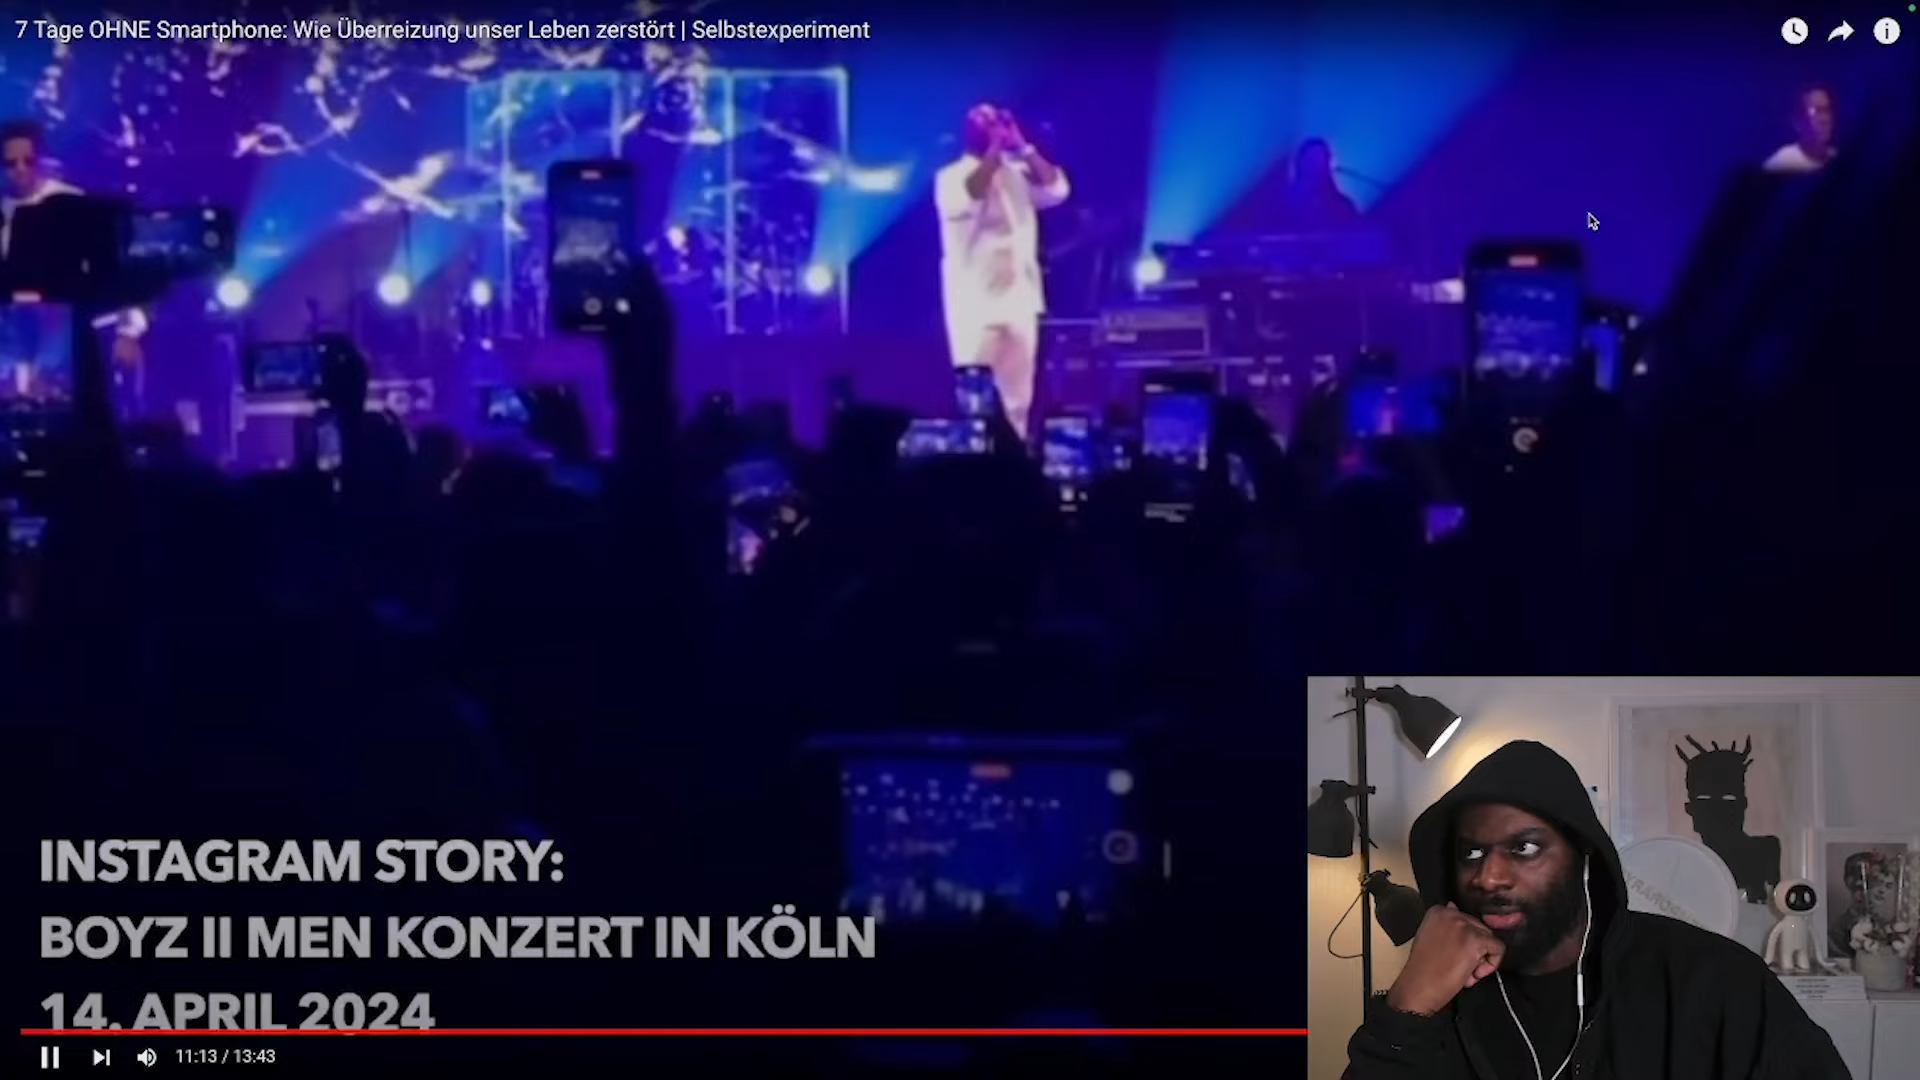 7 Tage OHNE Smartphone: Wie Überreizung unser Leben zerstört | Selbstexperiment
INSTAGRAM STORY:
BOYZ II MEN KONZERT IN KÖLN
14. APRIL 2024
11:13 / 13:43